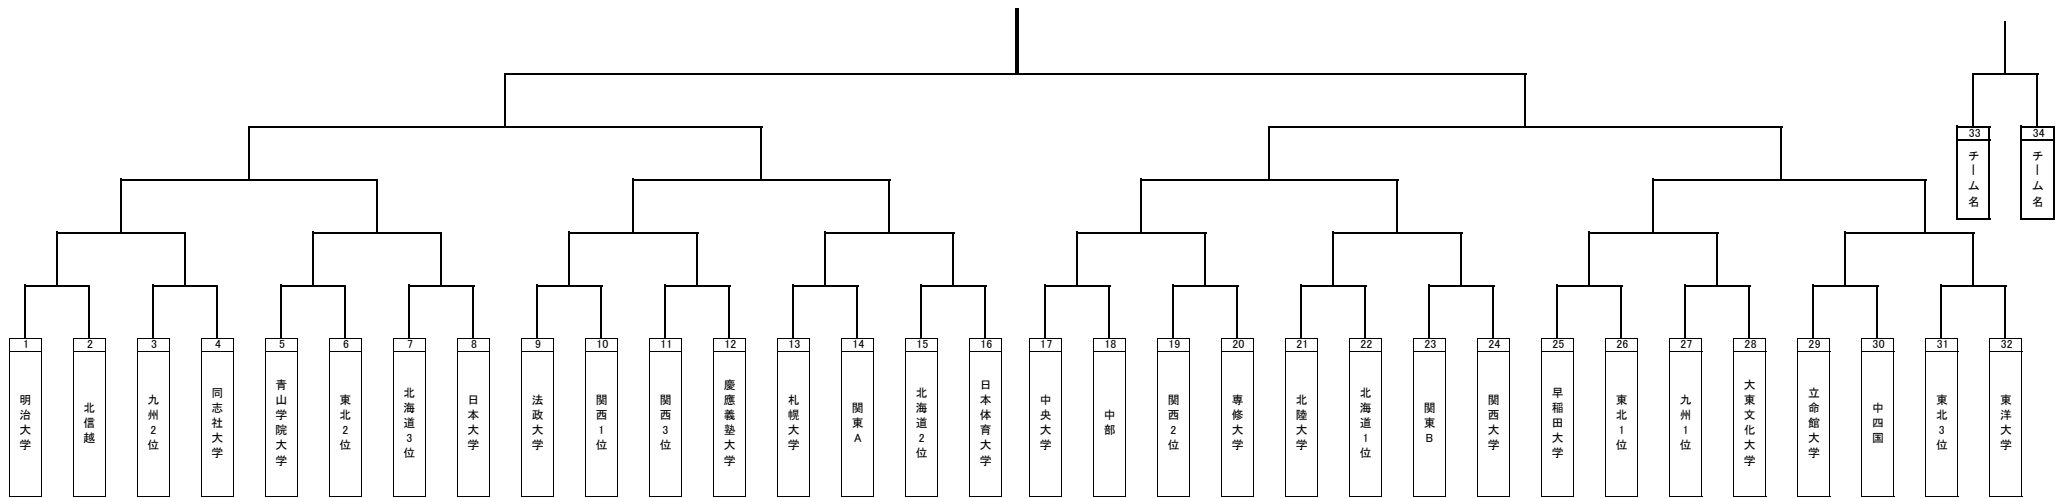 33
チーム名
34
チーム名
1
明治大学
2
北信越
3
九州2位
4
同志社大学
5
青山学院大学
6
東北2位
7
北海道3位
8
日本大学
9
法政大学
10
関西1位
11
関西3位
12
慶應義塾大学
13
札幌大学
14
関東A
15
北海道2位
16
日本体育大学
17
中央大学
18
中部
19
関西2位
20
専修大学
21
北陸大学
22
北海道1位
23
関東B
24
関西大学
25
早稲田大学
26
東北1位
27
九州1位
28
大東文化大学
29
立命館大学
30
中四国
31
東北3位
32
東洋大学